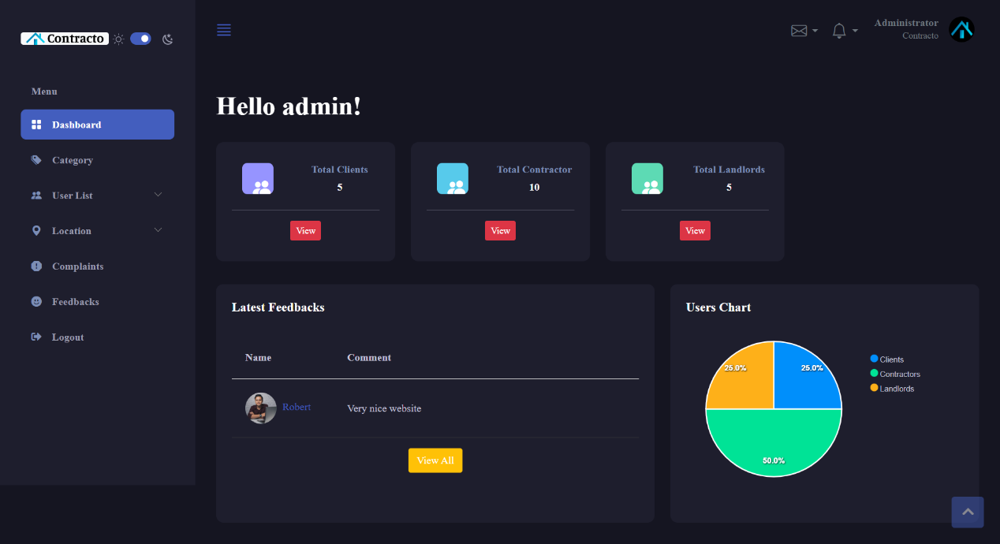 Contracto
Administrator
Contracto
Menu
Dashboard
Category
User List
Location
Complaints
Feedbacks
Logout
Hello admin!
Total Clients
5
View
Total Contractor
10
View
Total Landlords
5
View
Latest Feedbacks
Name Comment
Robert Very nice website
View All
Users Chart
25.0% 25.0%
50.0%
Clients
Contractors
Landlords